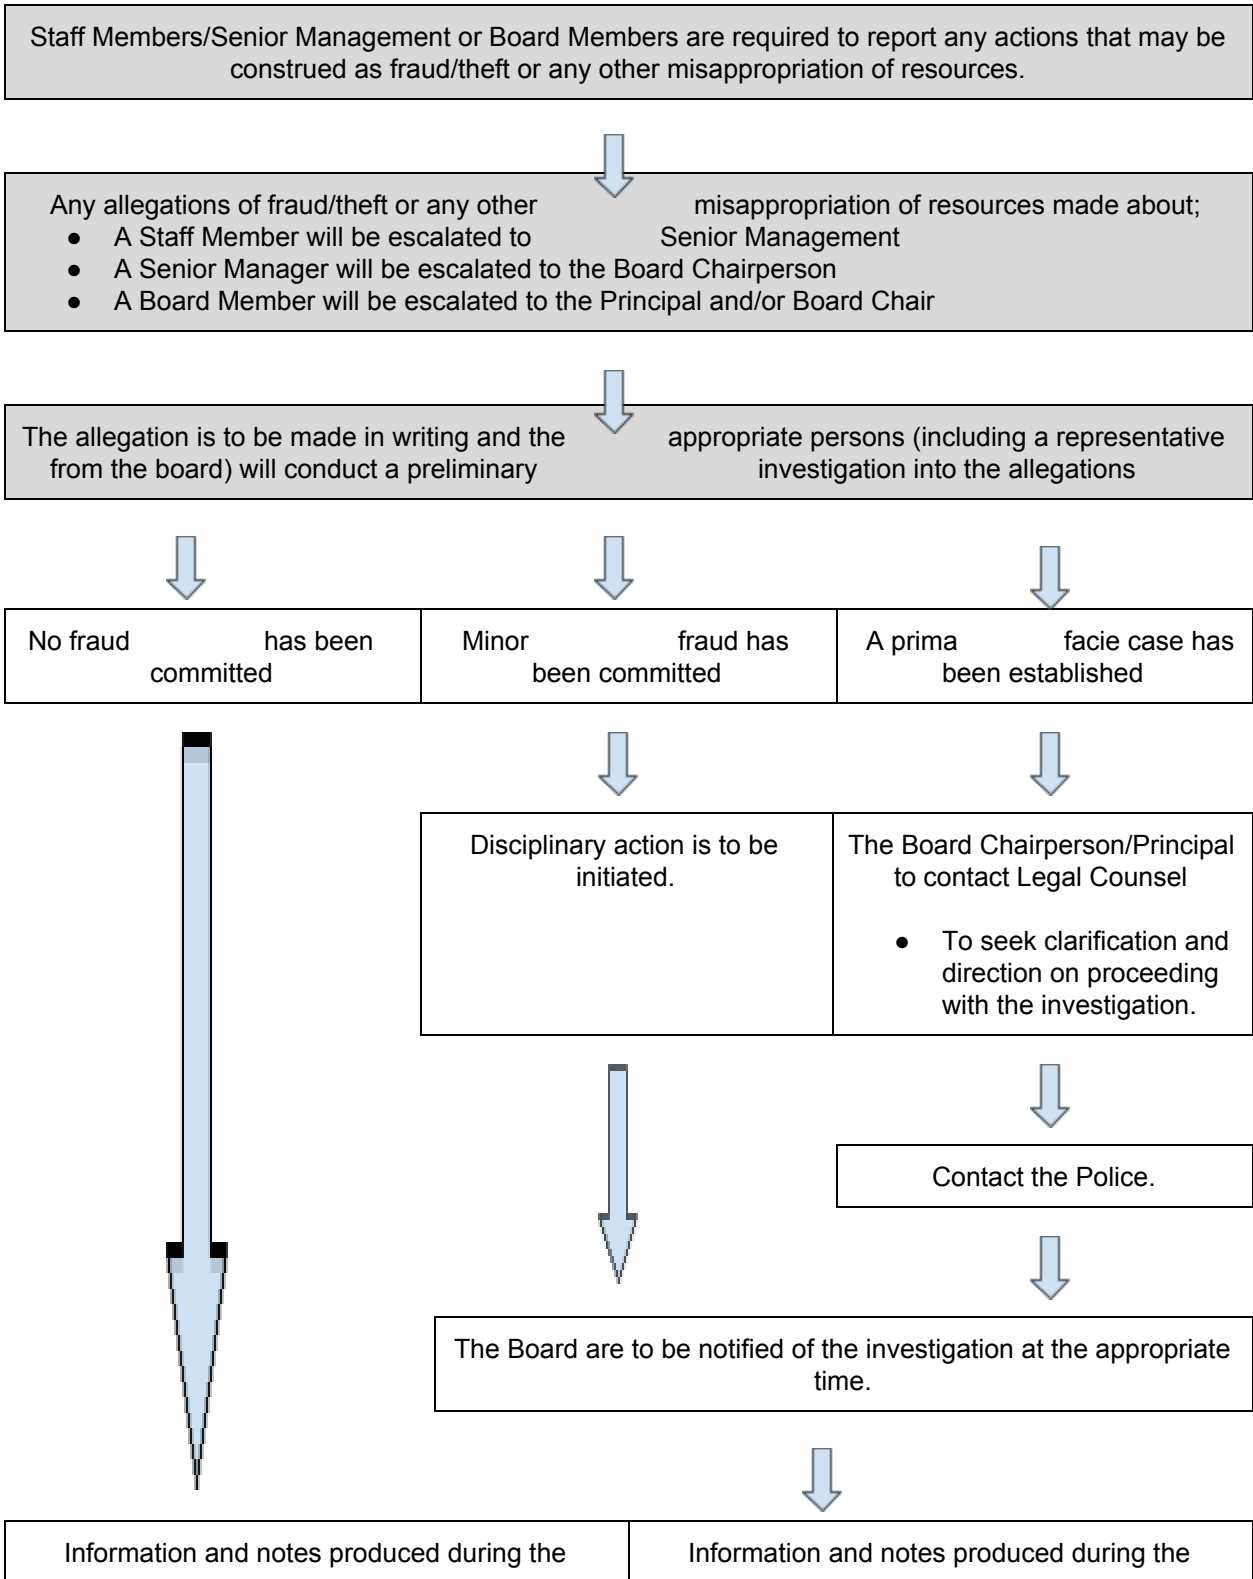 Staff Members/Senior Management or Board Members are required to report any actions that may be
construed as fraud/theft or any other misappropriation of resources.
Any allegations of fraud/theft or any other misappropriation of resources made about;
● A Staff Member will be escalated to Senior Management
● A Senior Manager will be escalated to the Board Chairperson
● A Board Member will be escalated to the Principal and/or Board Chair
The allegation is to be made in writing and the appropriate persons (including a representative
from the board) will conduct a preliminary investigation into the allegations
No fraud has been
committed
Minor fraud has
been committed
A prima facie case has
been established
Disciplinary action is to be
initiated.
The Board Chairperson/Principal
to contact Legal Counsel
● To seek clarification and
direction on proceeding
with the investigation.
Contact the Police.
The Board are to be notified of the investigation at the appropriate
time.
Information and notes produced during the
Information and notes produced during the